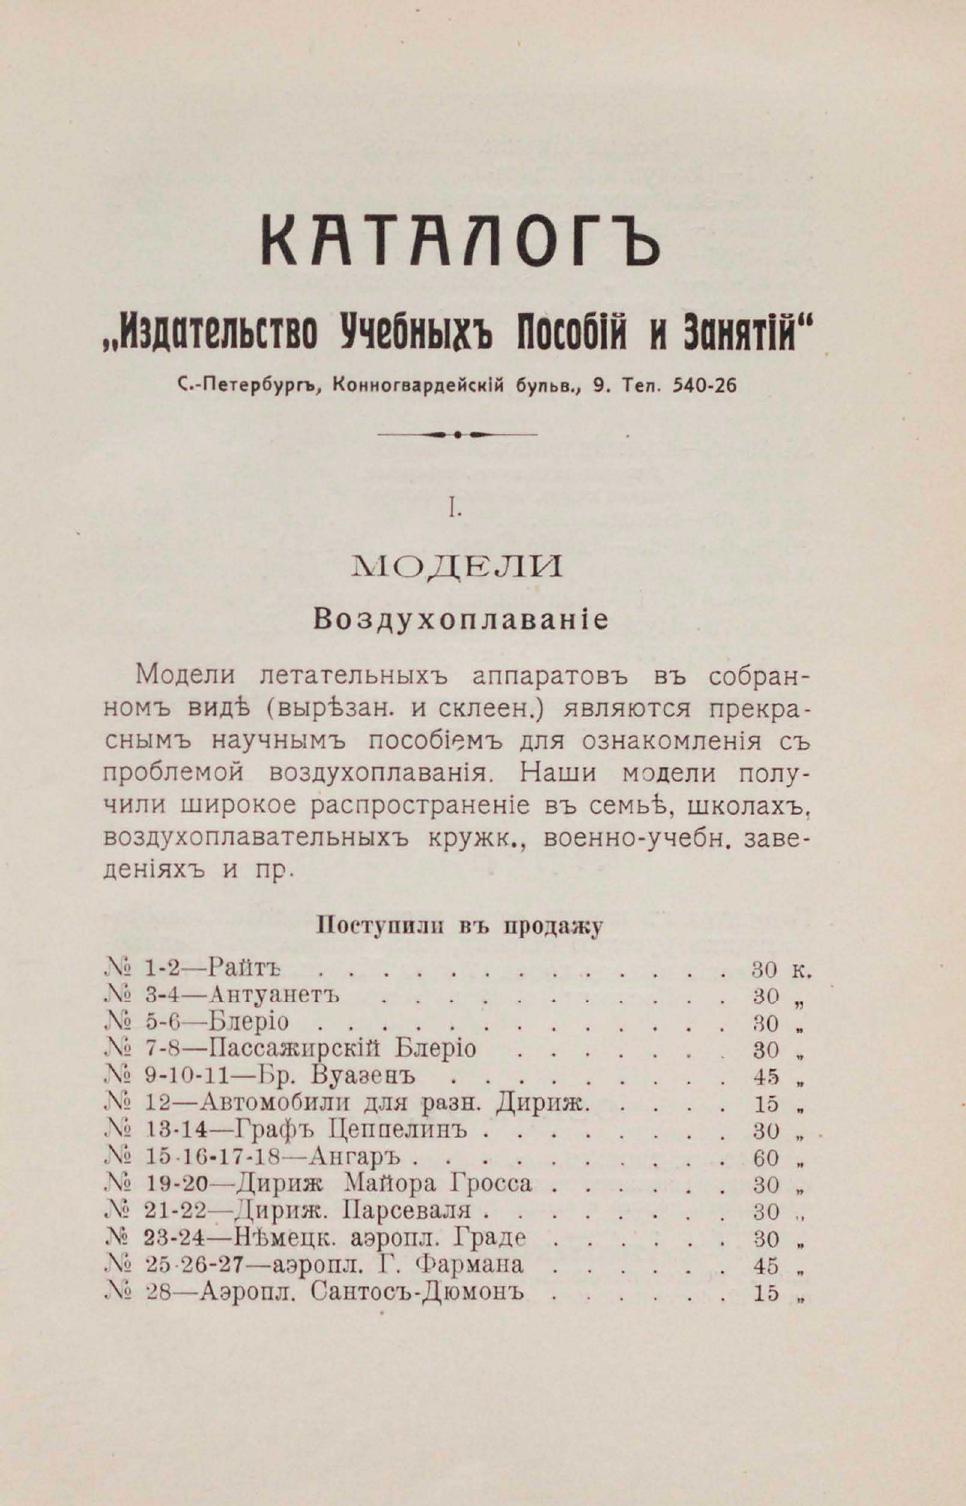 КАТАЛОГЪ
„Издательство Учебныхъ Пособій и Занятій“
С.-Петербургъ, Конногвардейскій бульв., 9. Тел. 540-26
I.
МОДЕЛИ
Воздухоплаваніе
Модели летательныхъ аппаратовъ въ собран-
номъ видѣ (вырѣзан. и склеен.) являются прекра-
снымъ научнымъ пособіемъ для ознакомленія съ
проблемой воздухоплаванія. Наши модели полу-
чили широкое распространеніе въ семьѣ, школахъ,
воздухоплавательныхъ кружк., военно-учебн. заве-
деніяхъ и пр.
Поступили въ продажу
№ 1-2—Райтъ . . . . . . . . . . . . . 30 к.
№ 3-4—Антуанетъ . . . . . . . . . . . 30 „
№ 5-6—Блеріо . . . . . . . . . . . . . 30 „
№ 7-8—Пассажирскій Блеріо . . . . . . . 30 „
№ 9-10-11—Бр. Вуазенъ . . . . . . . . . 45 „
№ 12—Автомобили для разн. Дириж. . . . . 15 „
№ 13-14—Графъ Цеппелинъ . . . . . . . . 30 „
№ 15-16-17-18—Ангаръ . . . . . . . . . . 60 „
№ 19-20—Дириж Майора Гросса . . . . . . 30 „
№ 21-22—Дириж. Парсеваля . . . . . . . . 30 „
№ 23-24—Нѣмецк. аэропл. Граде . . . . . . 30 „
№ 25-26-27—аэропл. Г. Фармана . . . . . . 45 „
№ 28—Аэропл. Сантосъ-Дюмонъ . . . . . . 15 „